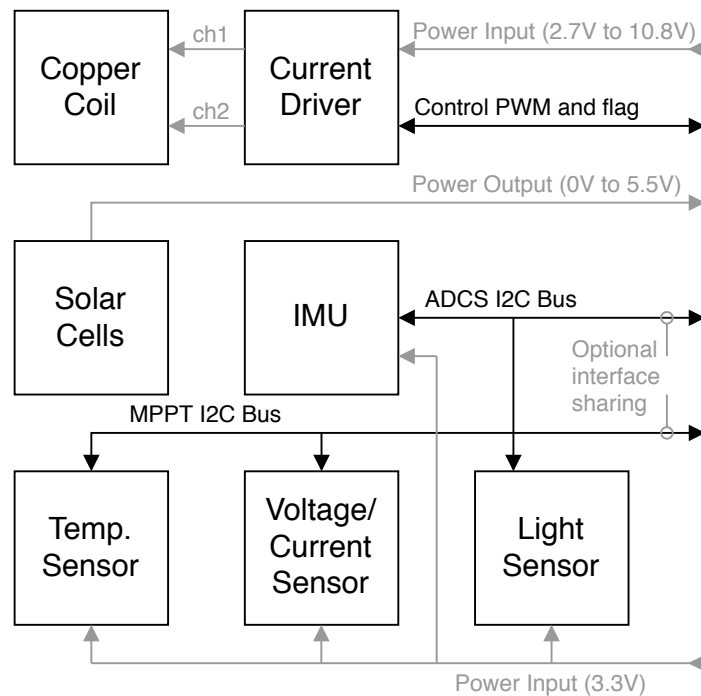 ch1
Power Input (2.7V to 10.8V)
Copper
Coil
Current
Driver
ch2
Control PWM and flag
Power Output (0V to 5.5V)
Solar
Cells
IMU
ADCS I2C Bus
Optional
interface
sharing
MPPT I2C Bus
Temp.
Sensor
Voltage/
Current
Sensor
Light
Sensor
Power Input (3.3V)